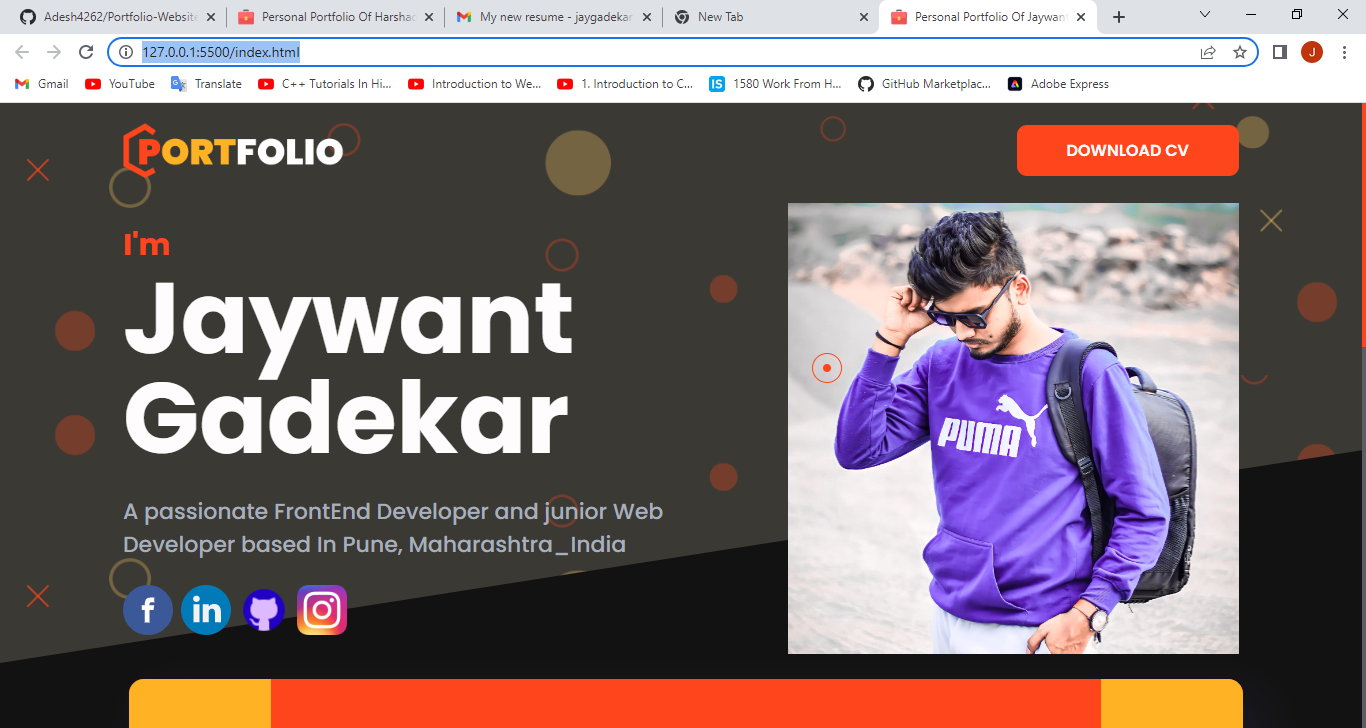 Adesh4262/Portfolio-Website
Personal Portfolio Of Harshad
My new resume - jaygadekar
New Tab
Personal Portfolio Of Jaywant
127.0.0.1:5500/index.html
J
Gmail
YouTube
Translate
C++ Tutorials In Hi...
Introduction to We...
1. Introduction to C...
IS
1580 Work From H...
GitHub Marketplac...
Adobe Express
PORTFOLIO
DOWNLOAD CV
I'm
Jaywant
Gadekar
PUMA
A passionate FrontEnd Developer and junior Web
Developer based In Pune, Maharashtra_India
f
in